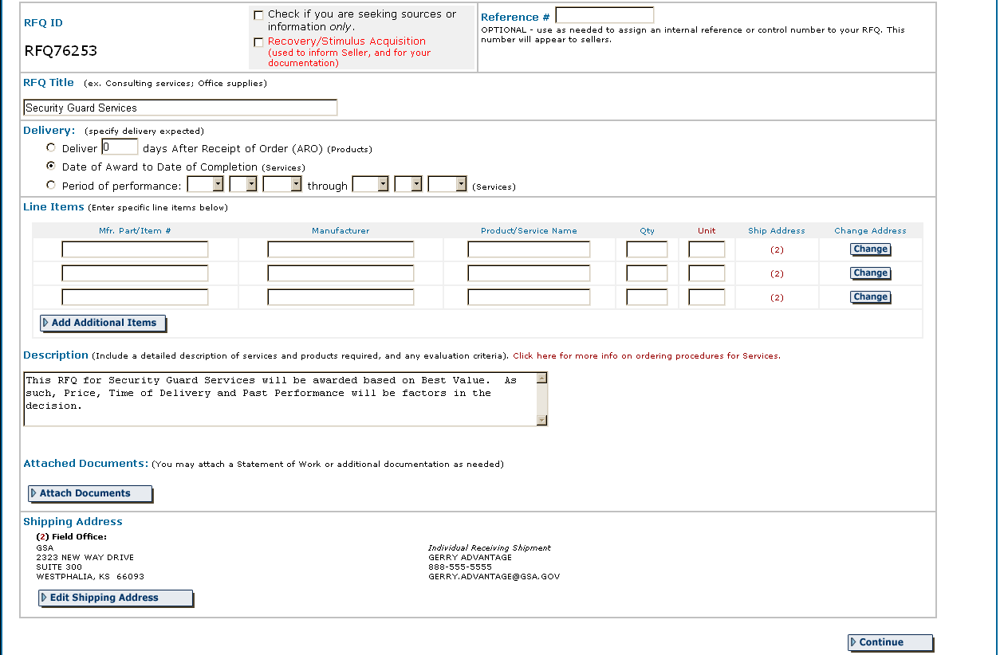 RFQ ID
RFQ76253
Check if you are seeking sources or
information only.
Recovery/Stimulus Acquisition
(used to inform Seller, and for your
documentation)
Reference #
OPTIONAL - use as needed to assign an internal reference or control number to your RFQ. This
number will appear to sellers.
RFQ Title (ex. Consulting services; Office supplies)
Security Guard Services
Delivery: (specify delivery expected)
Deliver 0 days After Receipt of Order (ARO) (Products)
Date of Award to Date of Completion (Services)
Period of performance: through (Services)
Line Items (Enter specific line items below)
Mfr. Part/Item # Manufacturer Product/Service Name Qty Unit Ship Address Change Address
(2) Change
(2) Change
(2) Change
Add Additional Items
Description (Include a detailed description of services and products required, and any evaluation criteria). Click here for more info on ordering procedures for Services.
This RFQ for Security Guard Services will be awarded based on Best Value. As
such, Price, Time of Delivery and Past Performance will be factors in the
decision.
Attached Documents: (You may attach a Statement of Work or additional documentation as needed)
Attach Documents
Shipping Address
(2) Field Office:
GSA
2323 NEW WAY DRIVE
SUITE 300
WESTPHALIA, KS 66093
Individual Receiving Shipment
GERRY ADVANTAGE
888-555-5555
GERRY.ADVANTAGE@GSA.GOV
Edit Shipping Address
Continue